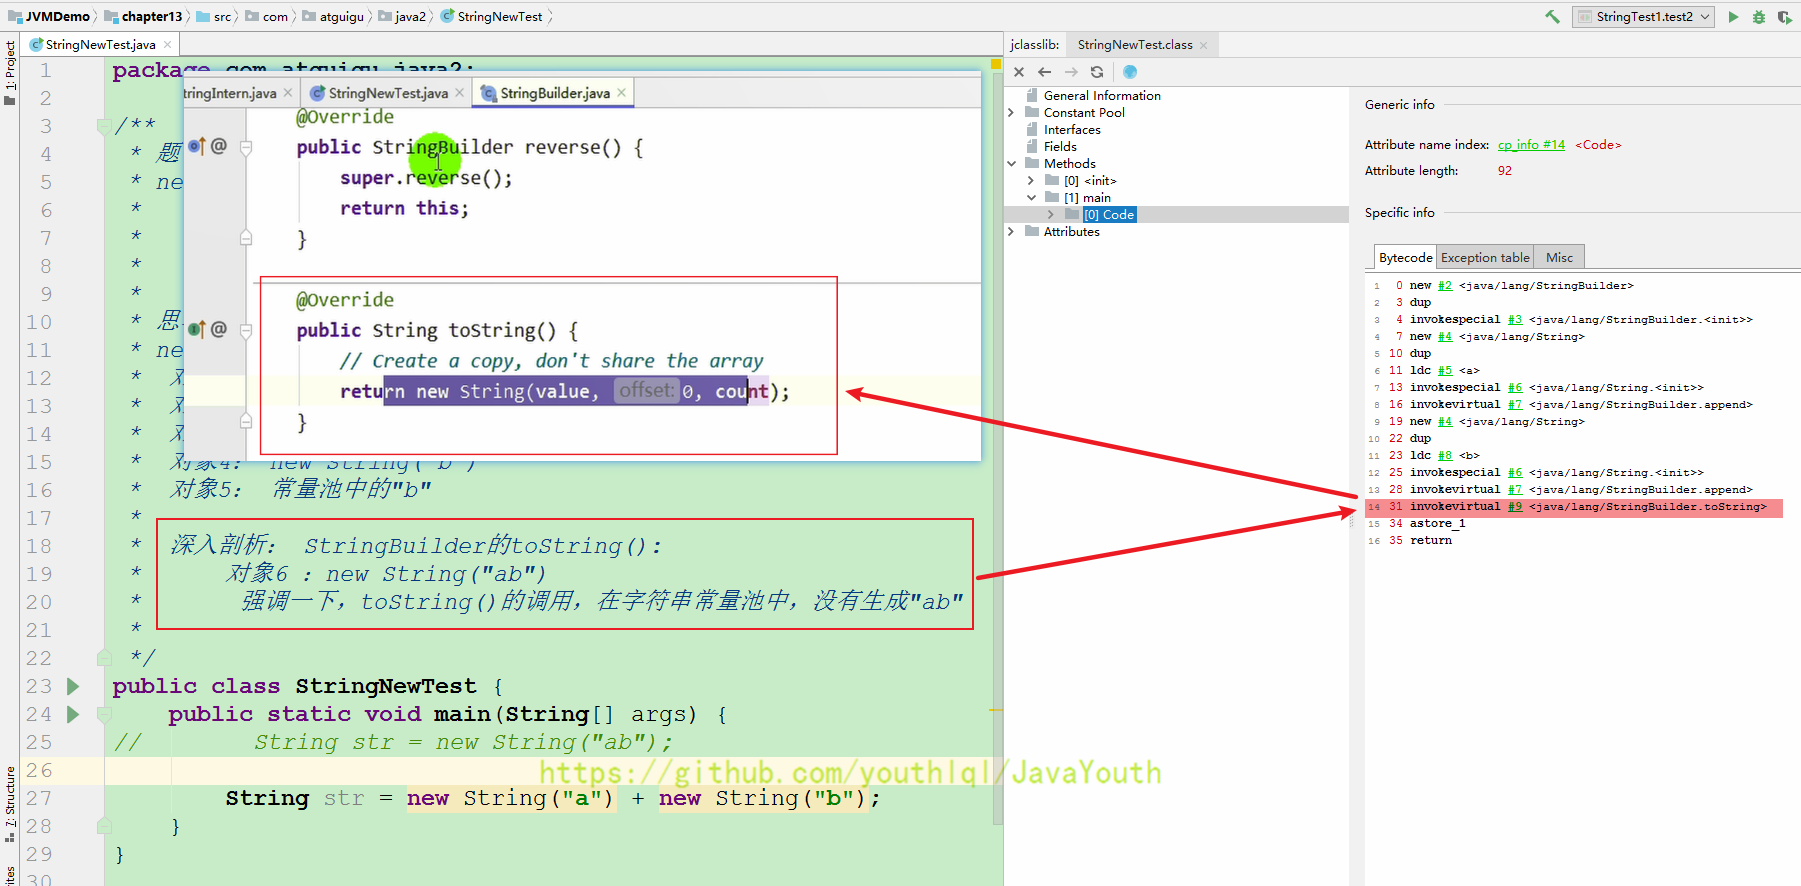 JVMDemo chapter13 src com atguigu java2 StringNewTest
StringTest1.test2
StringNewTest.java
jclasslib: StringNewTest.class
1: Project
7: Structure
1 package com.atguigu.java2;
2
3 /**
4 * 题
5 * ne
6 *
7 *
8 *
9 *
10 * 思
11 * ne
12 *
13 *
14 *
15 * 对象4: new String("b")
16 * 对象5: 常量池中的"b"
17 *
18 * 深入剖析: StringBuilder的toString():
19 * 对象6 : new String("ab")
20 * 强调一下，toString()的调用，在字符串常量池中，没有生成"ab"
21 *
22 */
23 public class StringNewTest {
24 public static void main(String[] args) {
25 // String str = new String("ab");
26
27 String str = new String("a") + new String("b");
28 }
29 }
30
tringIntern.java StringNewTest.java StringBuilder.java
@Override
public StringBuilder reverse() {
super.reverse();
return this;
}
@Override
public String toString() {
// Create a copy, don't share the array
return new String(value, offset: 0, count);
}
https://github.com/youthlql/JavaYouth
General Information
Constant Pool
Interfaces
Fields
Methods
[0] <init>
[1] main
[0] Code
Attributes
Generic info
Attribute name index: cp_info #14 <Code>
Attribute length: 92
Specific info
Bytecode Exception table Misc
1 0 new #2 <java/lang/StringBuilder>
2 3 dup
3 4 invokespecial #3 <java/lang/StringBuilder.<init>>
4 7 new #4 <java/lang/String>
5 10 dup
6 11 ldc #5 <a>
7 13 invokespecial #6 <java/lang/String.<init>>
8 16 invokevirtual #7 <java/lang/StringBuilder.append>
9 19 new #4 <java/lang/String>
10 22 dup
11 23 ldc #8 <b>
12 25 invokespecial #6 <java/lang/String.<init>>
13 28 invokevirtual #7 <java/lang/StringBuilder.append>
14 31 invokevirtual #9 <java/lang/StringBuilder.toString>
15 34 astore_1
16 35 return